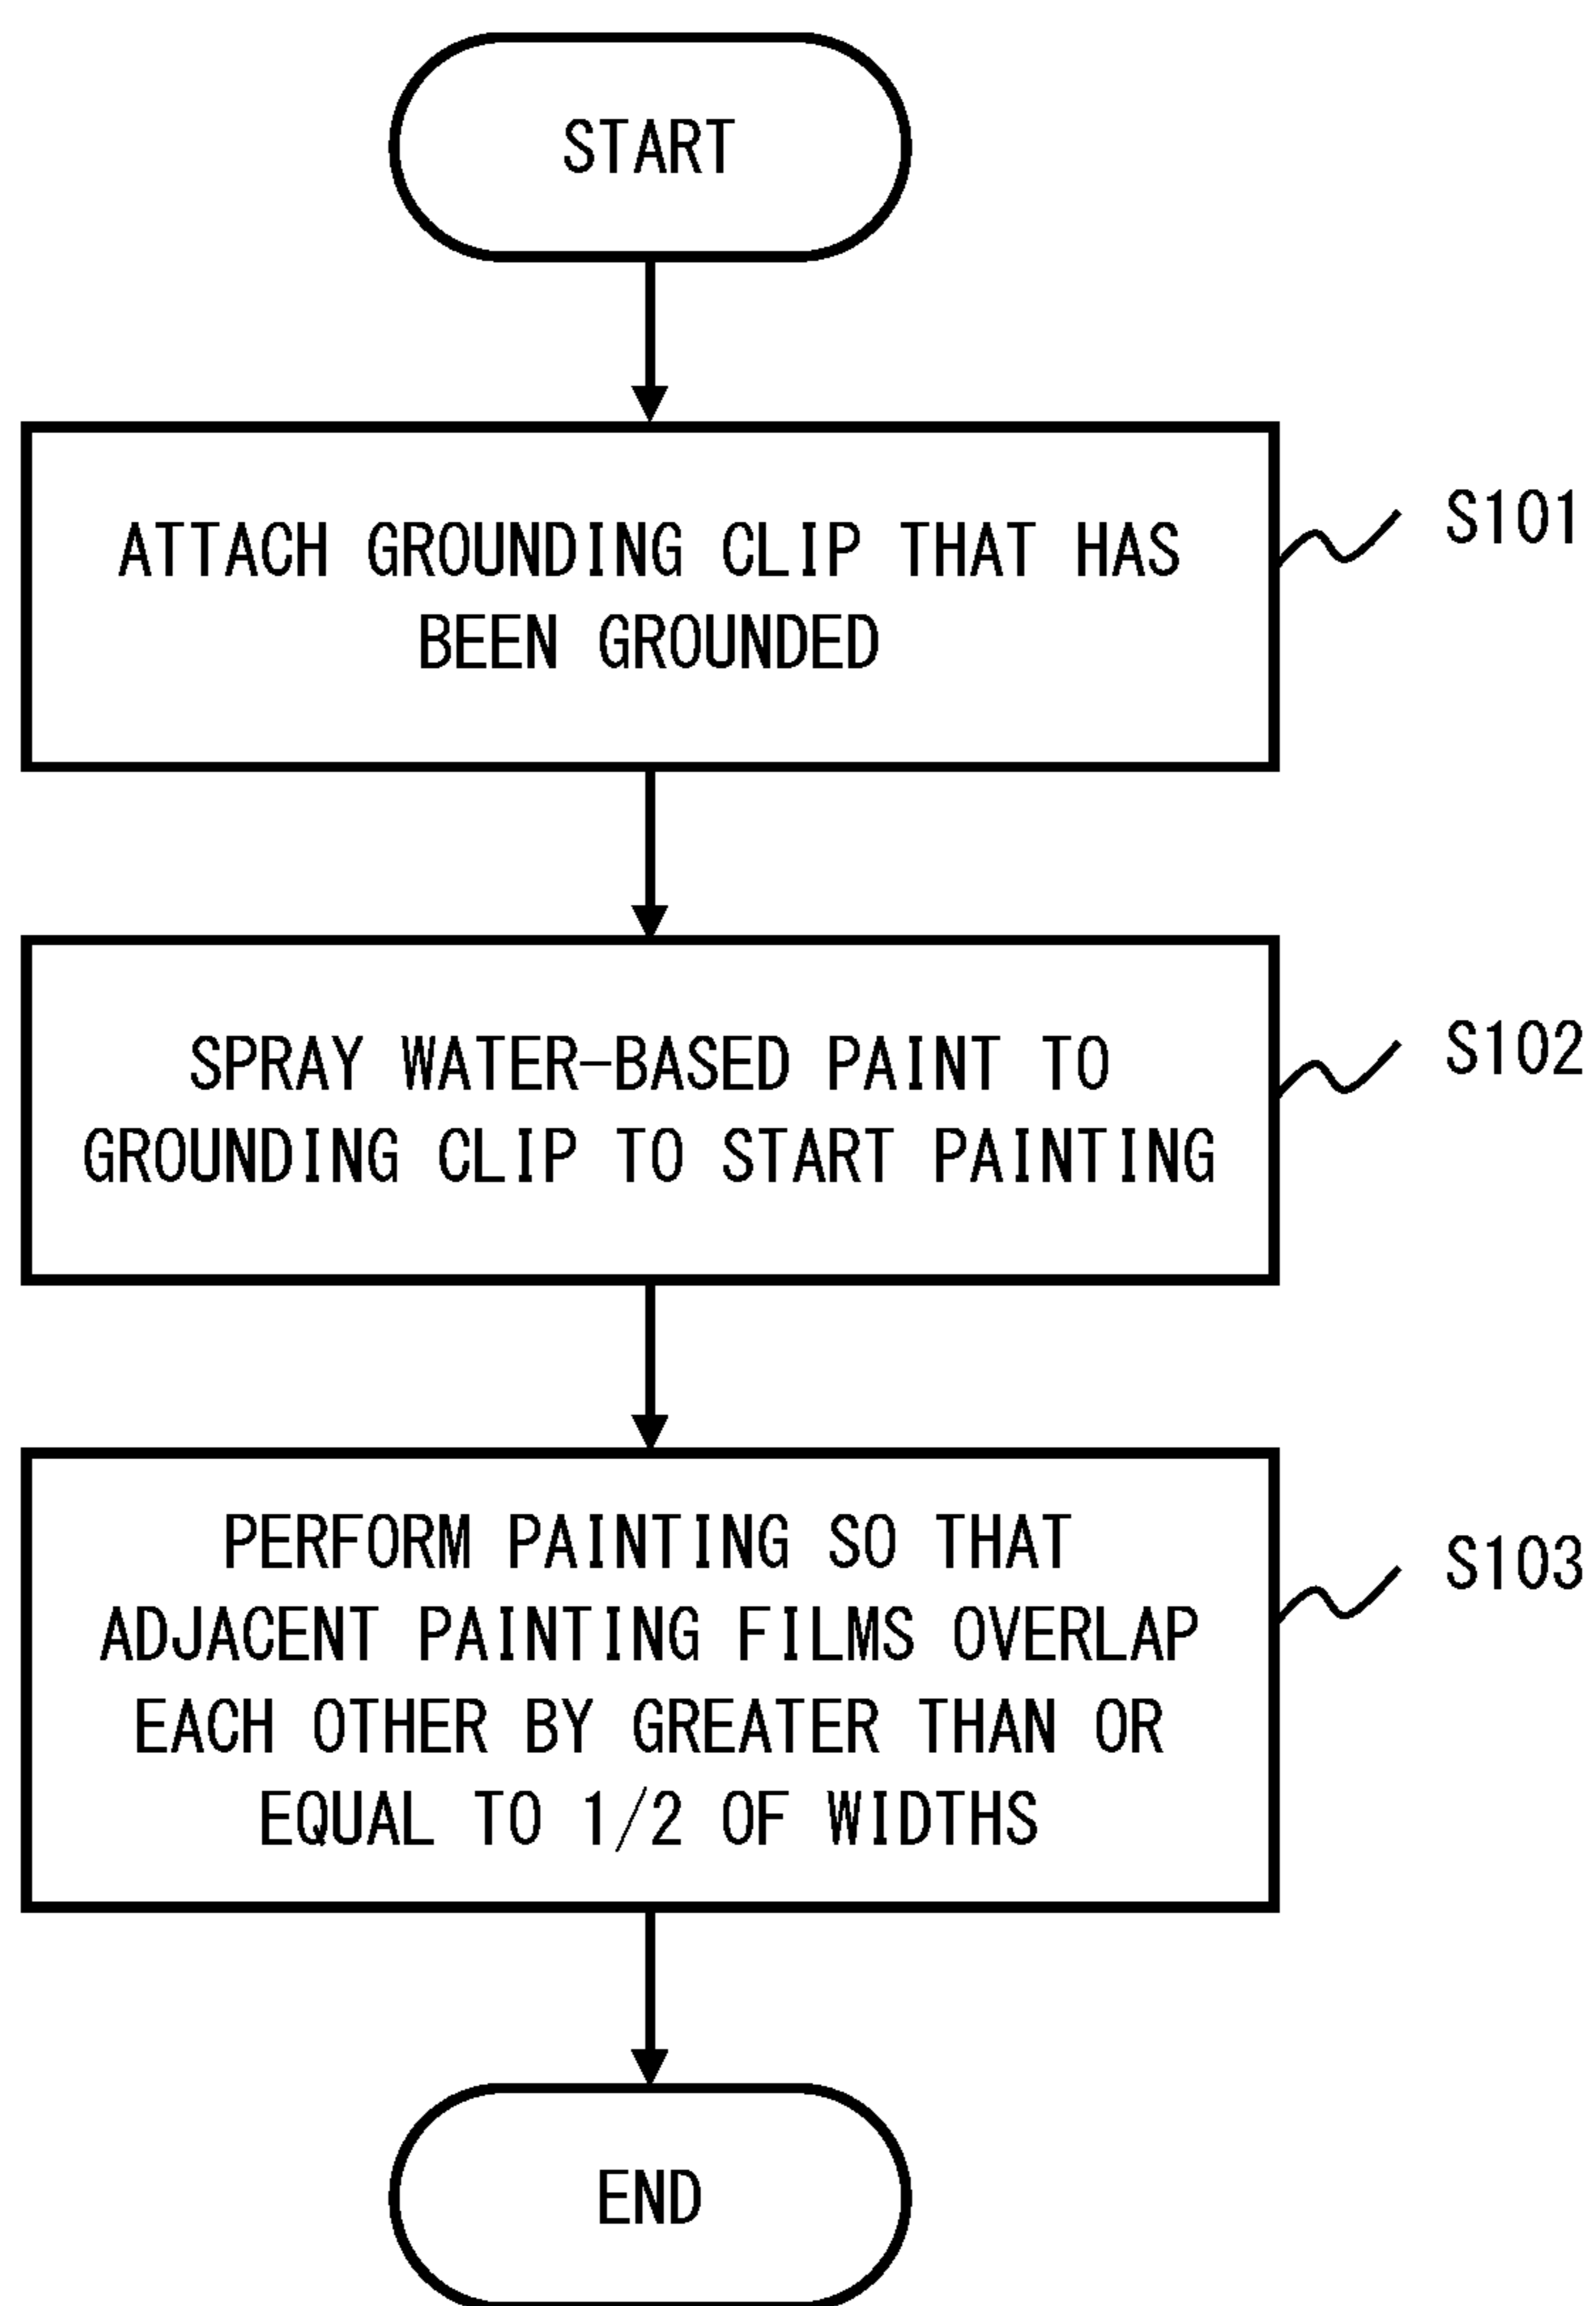 START
ATTACH GROUNDING CLIP THAT HAS
BEEN GROUNDED
S101
SPRAY WATER-BASED PAINT TO
GROUNDING CLIP TO START PAINTING
S102
PERFORM PAINTING SO THAT
ADJACENT PAINTING FILMS OVERLAP
EACH OTHER BY GREATER THAN OR
EQUAL TO 1/2 OF WIDTHS
S103
END